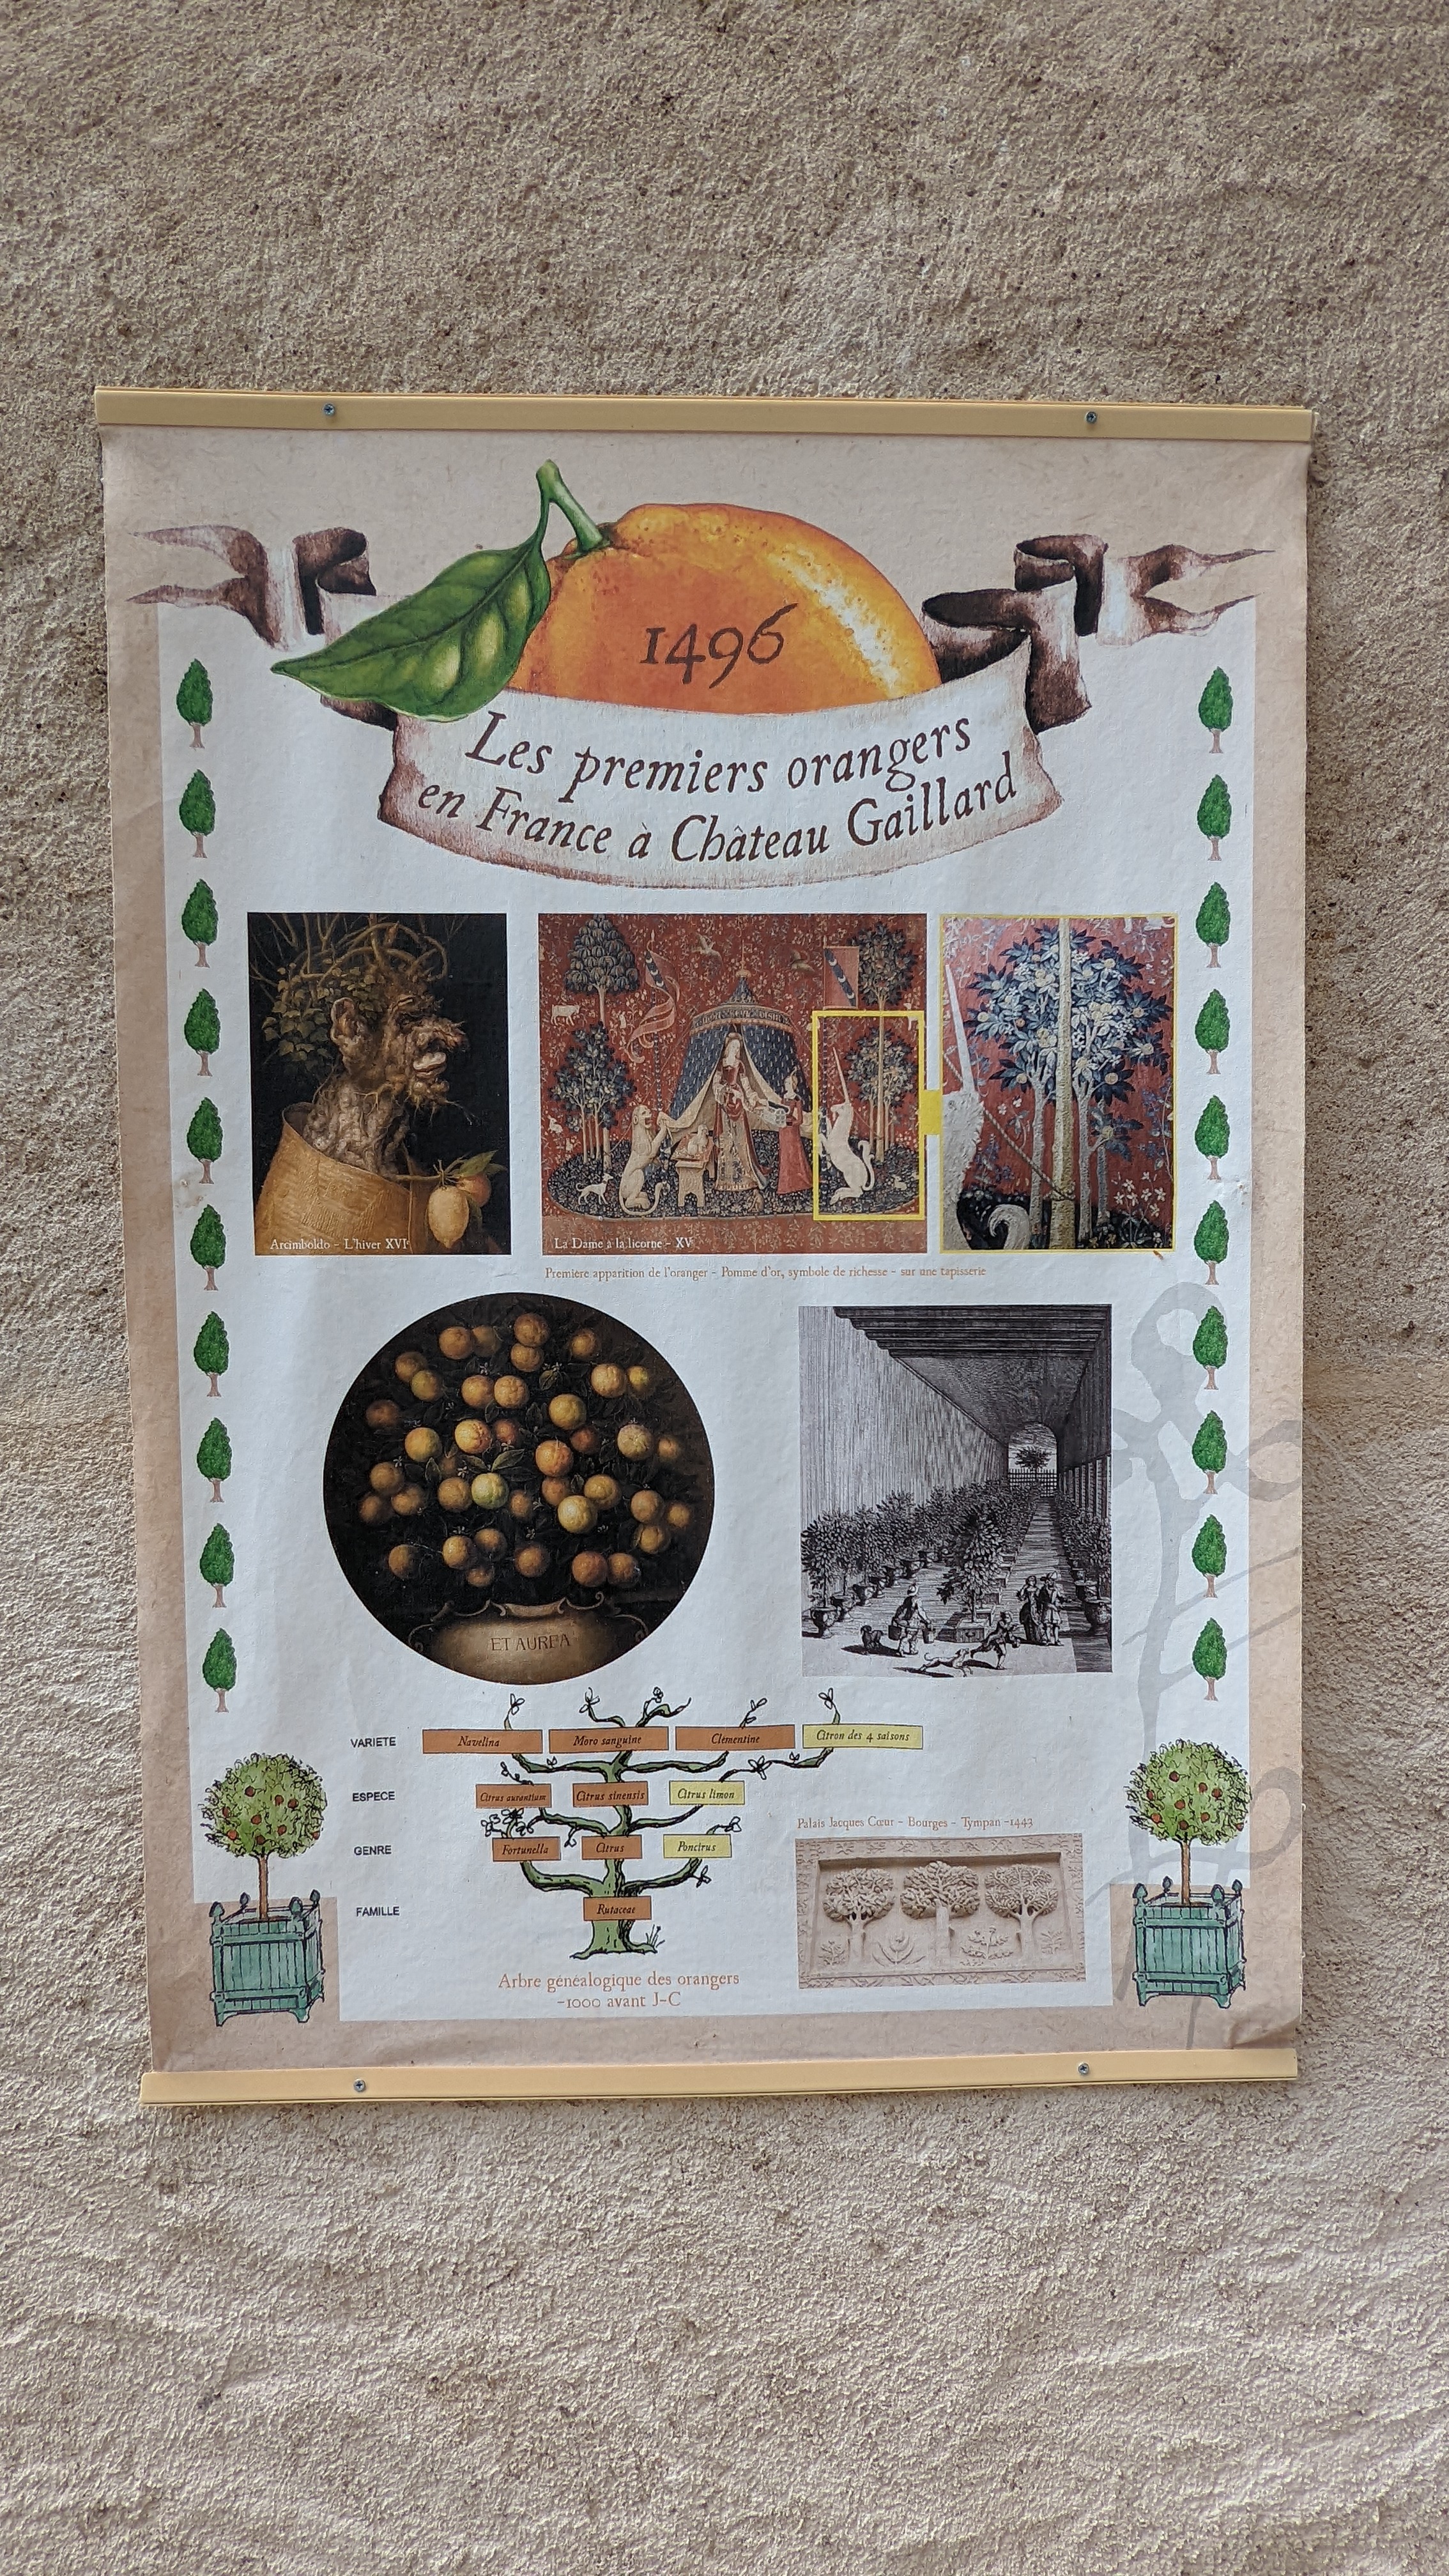 1496
Les premiers orangers
en France à Château Gaillard
Arcimboldo - L'hiver XVI
La Dame à la licorne - XV
Première apparition de l'oranger - Pomme d'or, symbole de richesse - sur une tapisserie
ET AUREA
VARIETE
Navelina
Moro sanguine
Clémentine
Citron des 4 saisons
ESPECE
Citrus aurantium
Citrus sinensis
Citrus limon
GENRE
Fortunella
Citrus
Poncirus
FAMILLE
Rutaceae
Arbre généalogique des orangers
-1000 avant J-C
Palais Jacques Cœur - Bourges - Tympan -1443